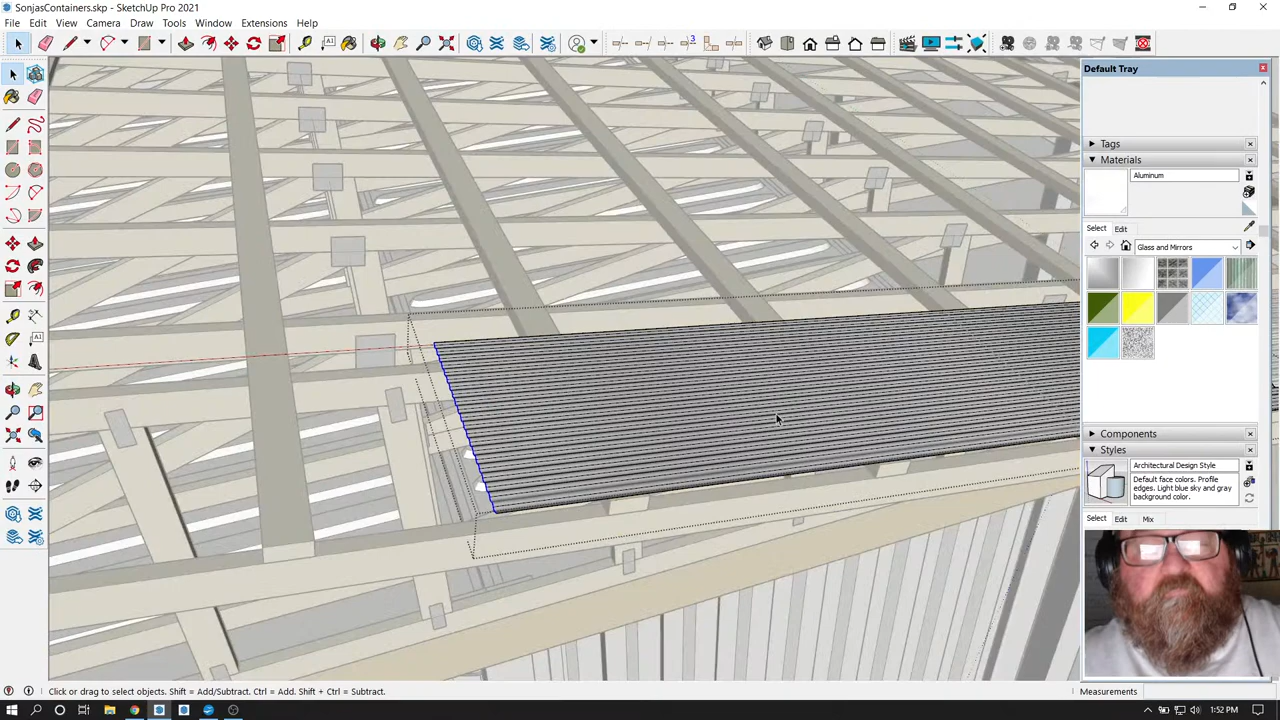 SonjasContainers.skp - SketchUp Pro 2021
File Edit View Camera Draw Tools Window Extensions Help
3
Default Tray
Tags
Materials
Aluminum
Select Edit
Glass and Mirrors
Components
Styles
Architectural Design Style
Default face colors. Profile
edges. Light blue sky and gray
background color.
Select Edit Mix
Click or drag to select objects. Shift = Add/Subtract. Ctrl = Add. Shift + Ctrl = Subtract.
Measurements
1:52 PM